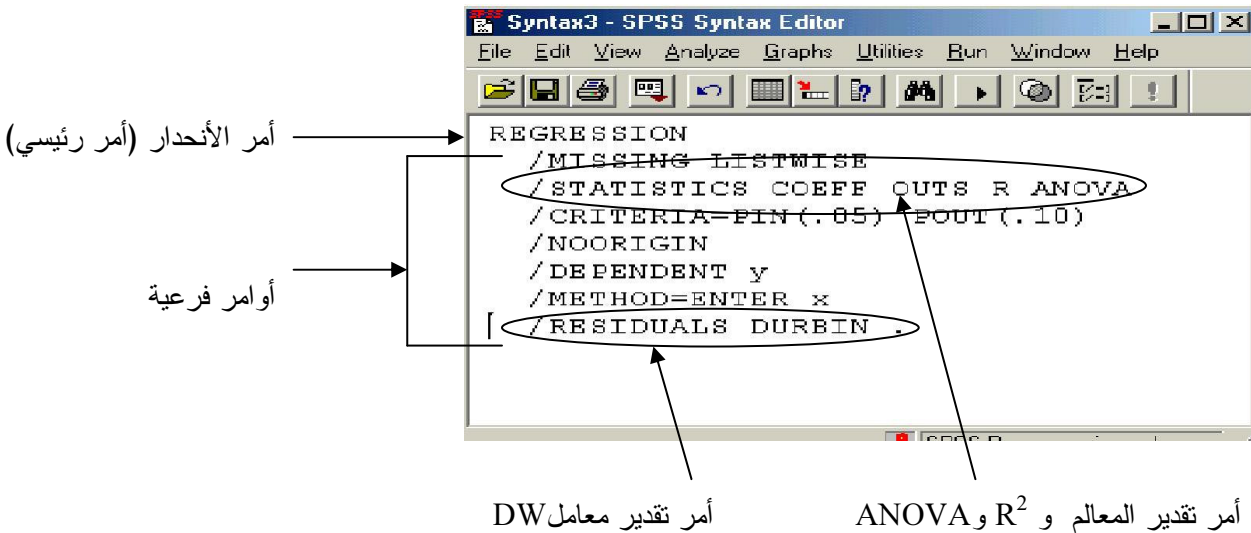 Syntax3 - SPSS Syntax Editor
File Edit View Analyze Graphs Utilities Run Window Help
أمر الأنحدار (أمر رئيسي)
REGRESSION
/MISSING LISTWISE
/STATISTICS COEFF OUTS R ANOVA
/CRITERIA=PIN(.05) POUT(.10)
/NOORIGIN
/DEPENDENT y
/METHOD=ENTER x
/RESIDUALS DURBIN .
أوامر فرعية
أمر تقدير المعالم و R² و ANOVA
أمر تقدير معامل DW